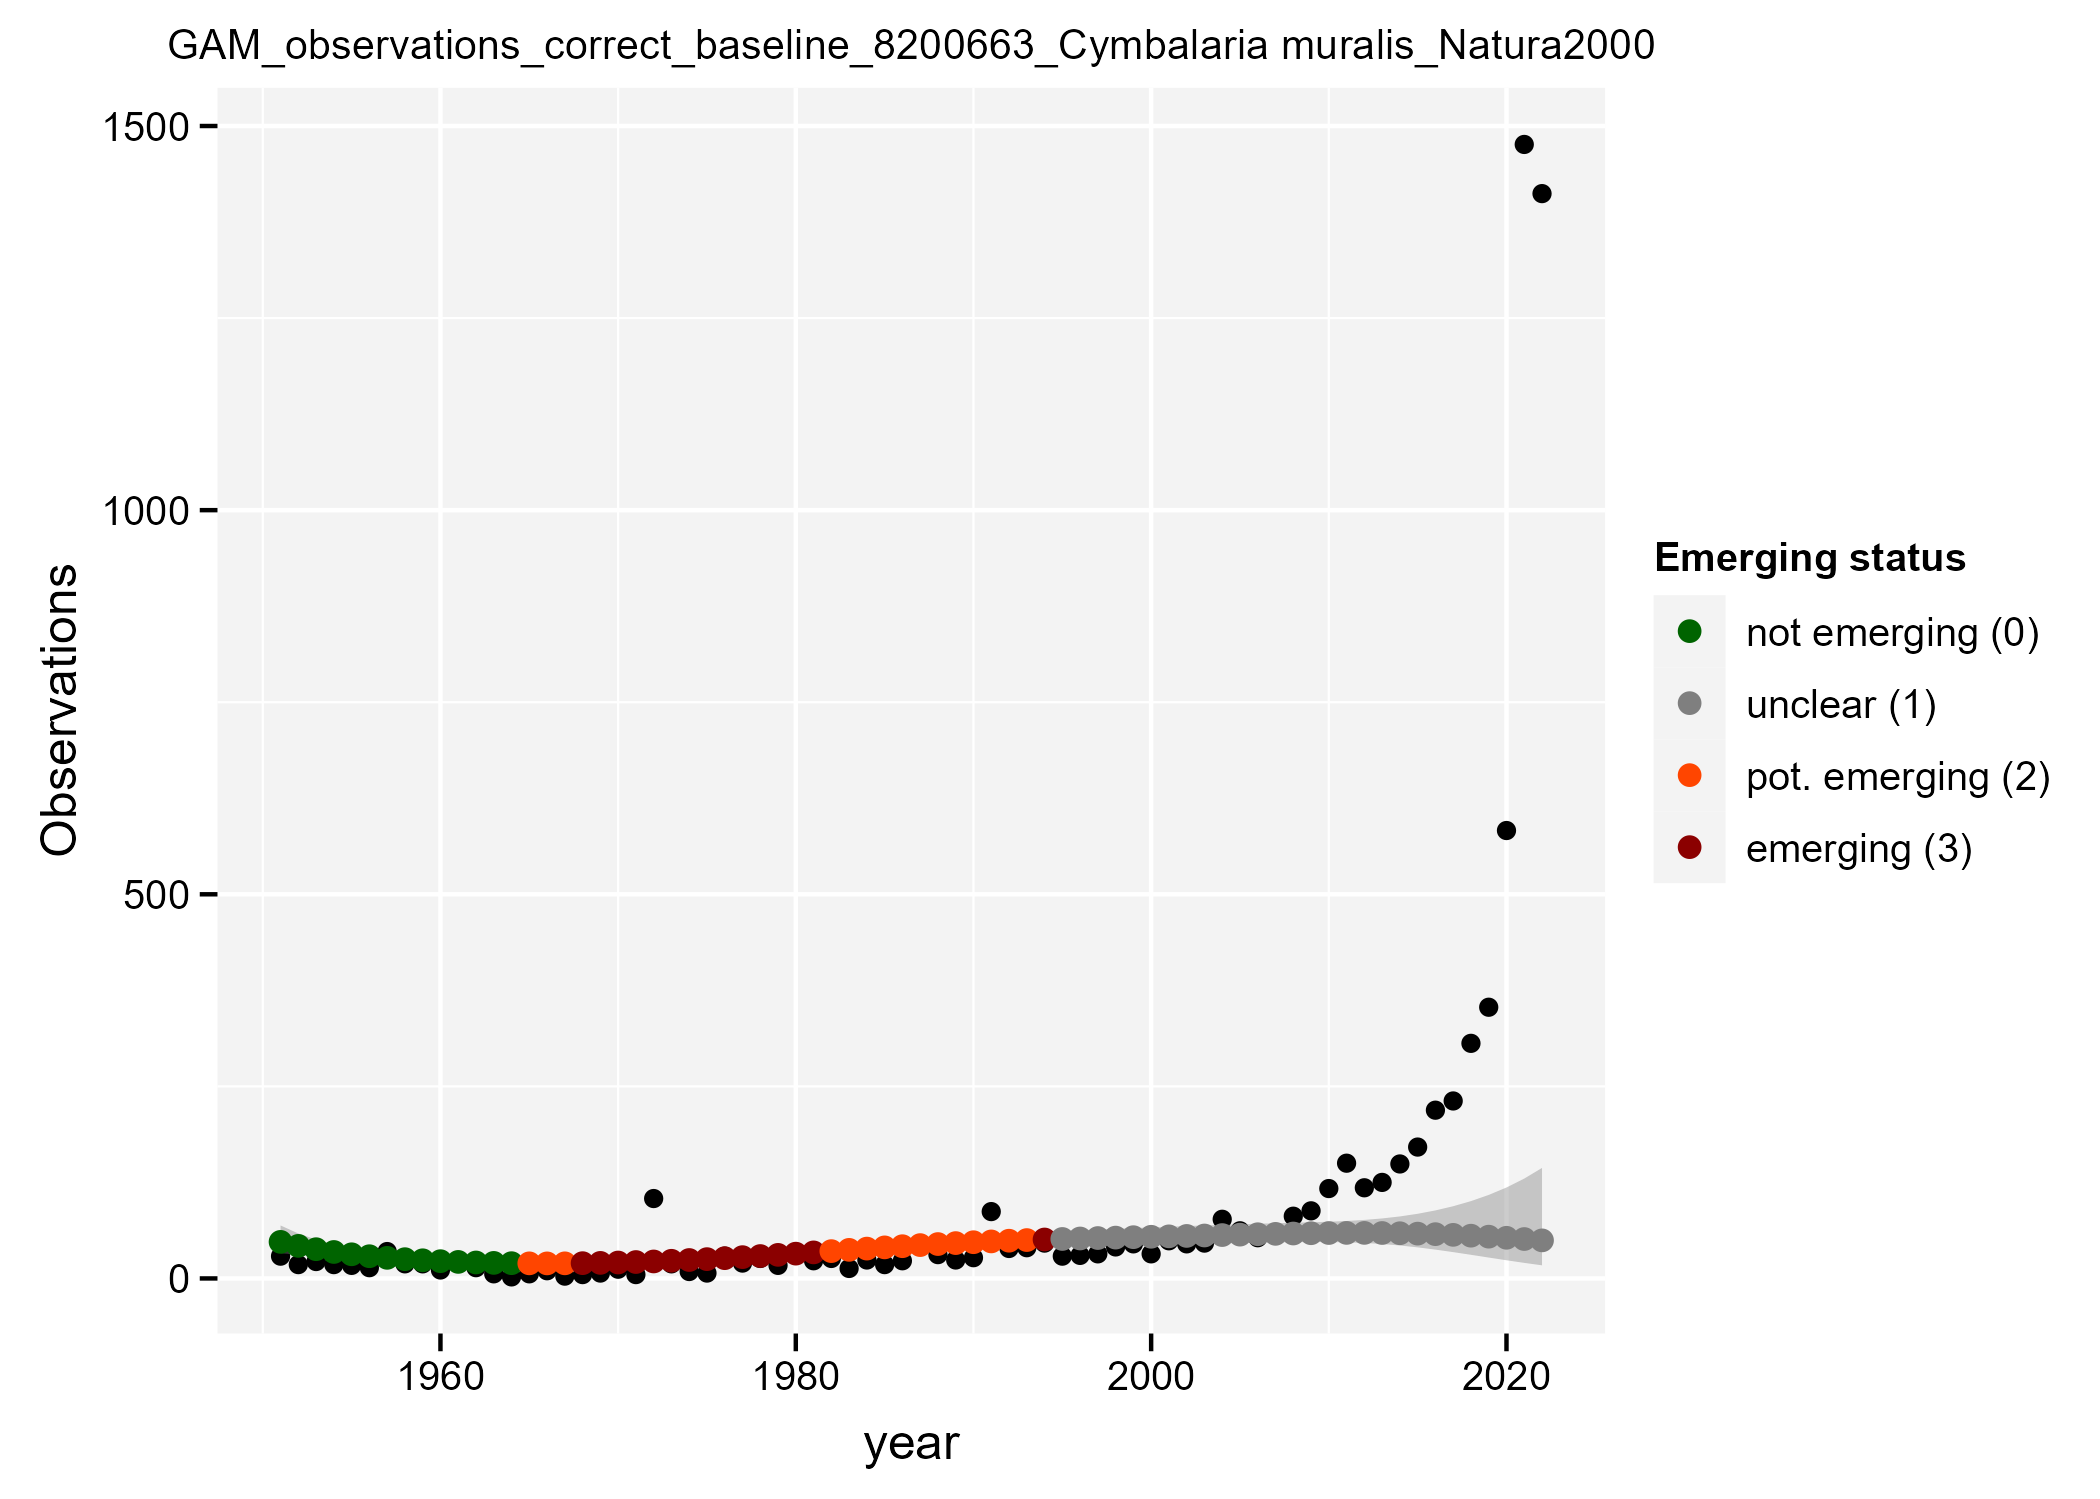 GAM_observations_correct_baseline_8200663_Cymbalaria muralis_Natura2000
1500
1000
500
0
Observations
1960
1980
2000
2020
year
Emerging status
not emerging (0)
unclear (1)
pot. emerging (2)
emerging (3)